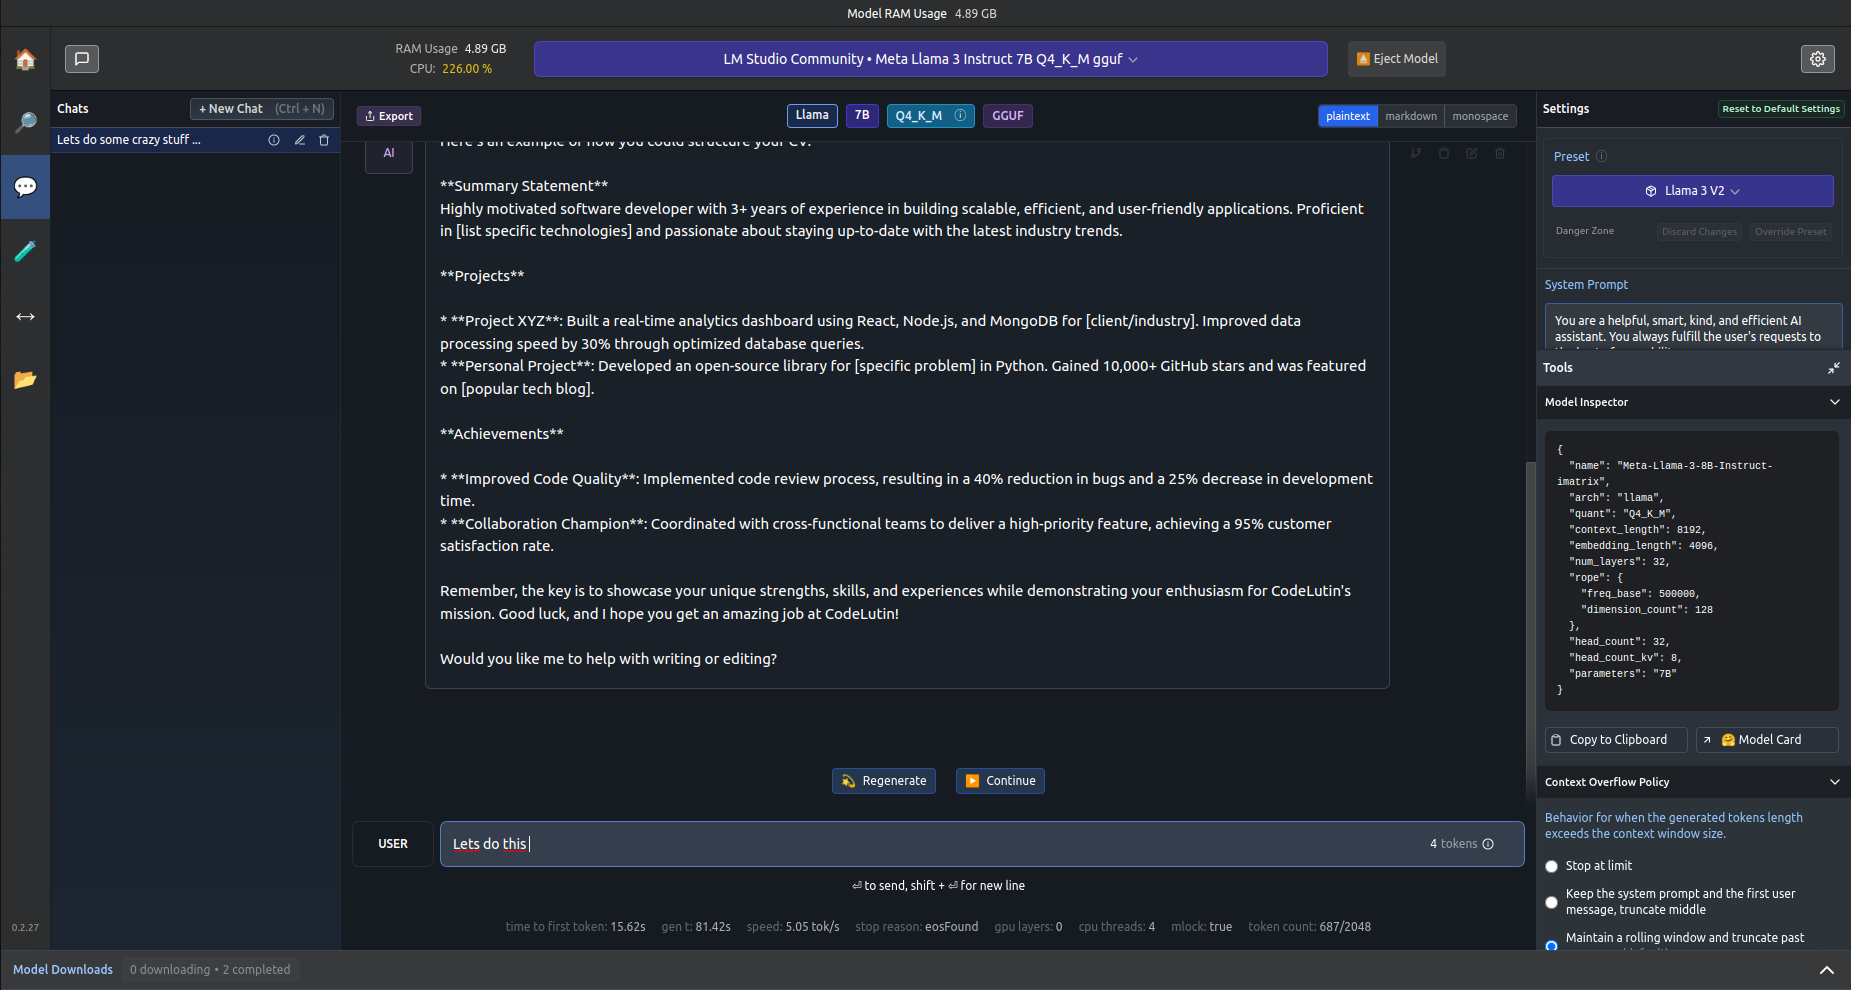 Model RAM Usage 4.89 GB
RAM Usage 4.89 GB
CPU: 226.00 %
LM Studio Community • Meta Llama 3 Instruct 7B Q4_K_M gguf
Eject Model
Chats
+ New Chat (Ctrl + N)
Lets do some crazy stuff ...
Export
Llama
7B
Q4_K_M
GGUF
plaintext
markdown
monospace
AI
Here's an example of how you could structure your CV:
**Summary Statement**
Highly motivated software developer with 3+ years of experience in building scalable, efficient, and user-friendly applications. Proficient
in [list specific technologies] and passionate about staying up-to-date with the latest industry trends.
**Projects**
* **Project XYZ**: Built a real-time analytics dashboard using React, Node.js, and MongoDB for [client/industry]. Improved data
processing speed by 30% through optimized database queries.
* **Personal Project**: Developed an open-source library for [specific problem] in Python. Gained 10,000+ GitHub stars and was featured
on [popular tech blog].
**Achievements**
* **Improved Code Quality**: Implemented code review process, resulting in a 40% reduction in bugs and a 25% decrease in development
time.
* **Collaboration Champion**: Coordinated with cross-functional teams to deliver a high-priority feature, achieving a 95% customer
satisfaction rate.
Remember, the key is to showcase your unique strengths, skills, and experiences while demonstrating your enthusiasm for CodeLutin's
mission. Good luck, and I hope you get an amazing job at CodeLutin!
Would you like me to help with writing or editing?
Regenerate
Continue
USER
Lets do this
4 tokens
⏎ to send, shift + ⏎ for new line
time to first token: 15.62s gen t: 81.42s speed: 5.05 tok/s stop reason: eosFound gpu layers: 0 cpu threads: 4 mlock: true token count: 687/2048
Settings
Reset to Default Settings
Preset
Llama 3 V2
Danger Zone
Discard Changes
Override Preset
System Prompt
You are a helpful, smart, kind, and efficient AI
assistant. You always fulfill the user's requests to
Tools
Model Inspector
{
"name": "Meta-Llama-3-8B-Instruct-
imatrix",
"arch": "llama",
"quant": "Q4_K_M",
"context_length": 8192,
"embedding_length": 4096,
"num_layers": 32,
"rope": {
"freq_base": 500000,
"dimension_count": 128
},
"head_count": 32,
"head_count_kv": 8,
"parameters": "7B"
}
Copy to Clipboard
Model Card
Context Overflow Policy
Behavior for when the generated tokens length
exceeds the context window size.
Stop at limit
Keep the system prompt and the first user
message, truncate middle
Maintain a rolling window and truncate past
0.2.27
Model Downloads
0 downloading • 2 completed